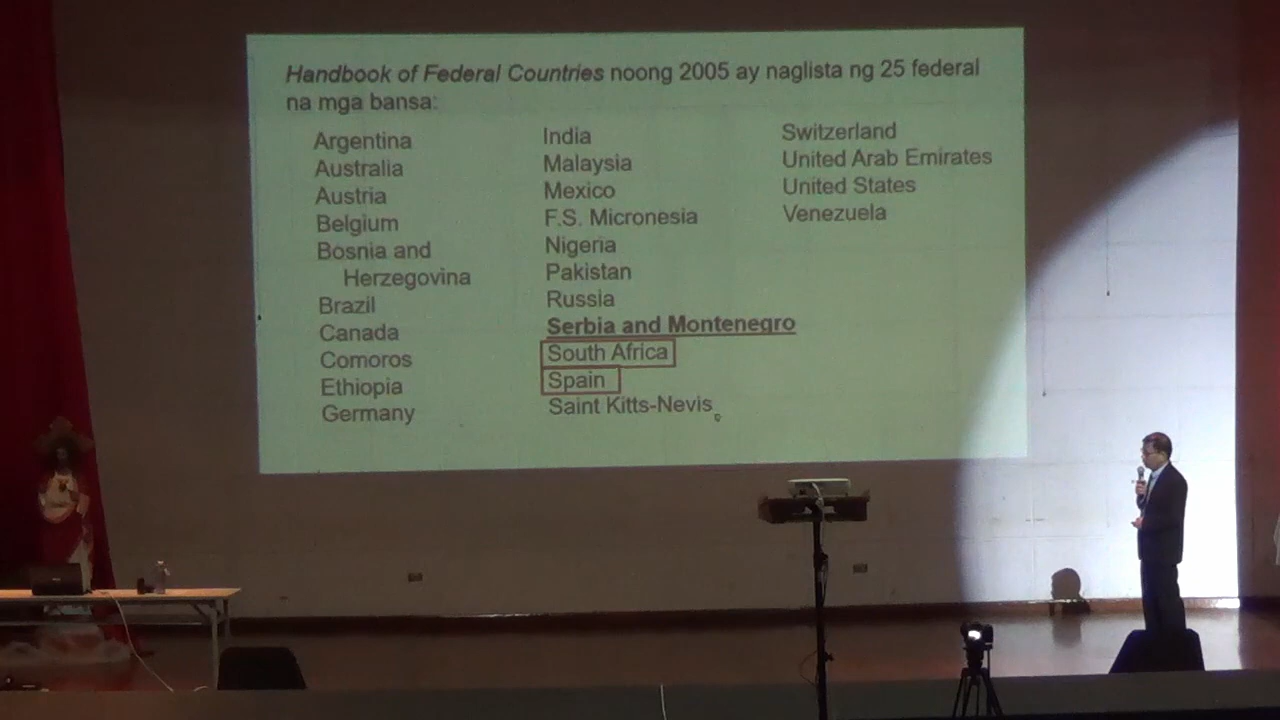 Handbook of Federal Countries noong 2005 ay naglista ng 25 federal
na mga bansa:
Argentina
Australia
Austria
Belgium
Bosnia and
Herzegovina
Brazil
Canada
Comoros
Ethiopia
Germany
India
Malaysia
Mexico
F.S. Micronesia
Nigeria
Pakistan
Russia
Serbia and Montenegro
South Africa
Spain
Saint Kitts-Nevis
Switzerland
United Arab Emirates
United States
Venezuela